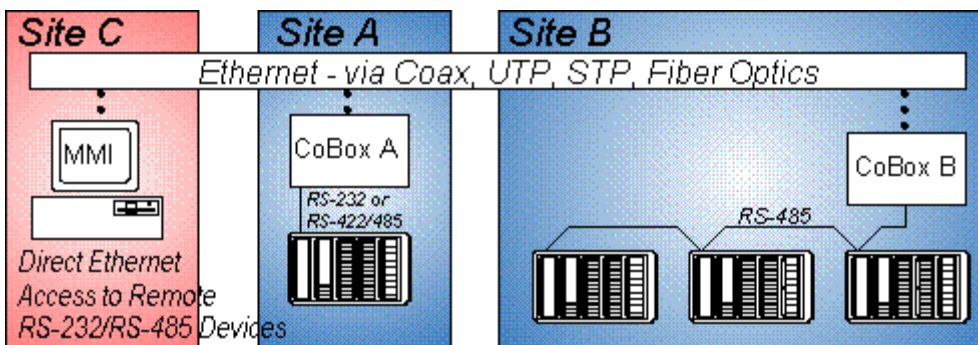 Site C
Site A
Site B
Ethernet - via Coax, UTP, STP, Fiber Optics
MMI
CoBox A
CoBox B
RS-232 or
RS-422/485
RS-485
Direct Ethernet
Access to Remote
RS-232/RS-485 Devices